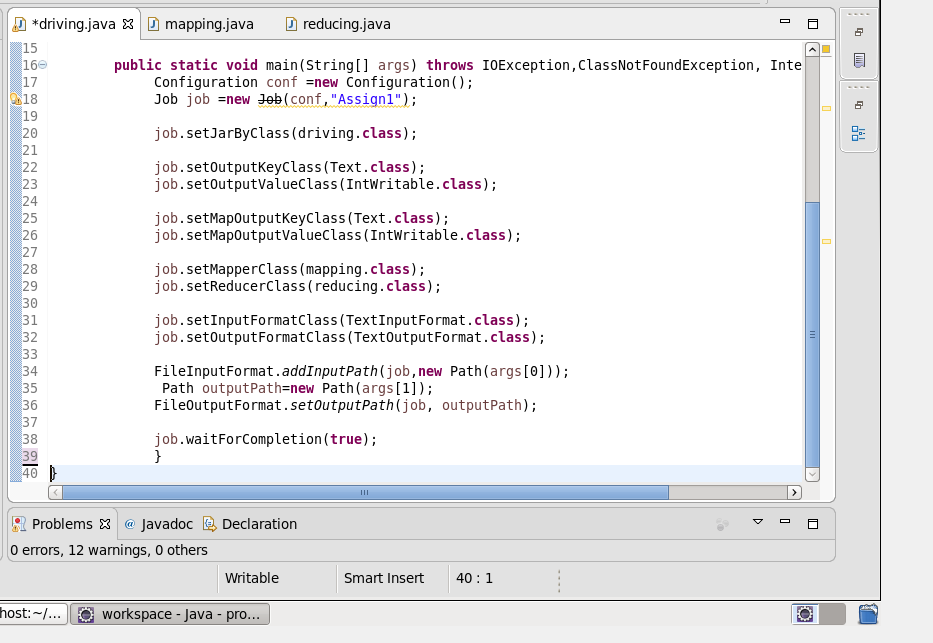 *driving.java mapping.java reducing.java
15
16 public static void main(String[] args) throws IOException,ClassNotFoundException, Inte
17 Configuration conf =new Configuration();
18 Job job =new Job(conf,"Assign1");
19
20 job.setJarByClass(driving.class);
21
22 job.setOutputKeyClass(Text.class);
23 job.setOutputValueClass(IntWritable.class);
24
25 job.setMapOutputKeyClass(Text.class);
26 job.setMapOutputValueClass(IntWritable.class);
27
28 job.setMapperClass(mapping.class);
29 job.setReducerClass(reducing.class);
30
31 job.setInputFormatClass(TextInputFormat.class);
32 job.setOutputFormatClass(TextOutputFormat.class);
33
34 FileInputFormat.addInputPath(job,new Path(args[0]));
35 Path outputPath=new Path(args[1]);
36 FileOutputFormat.setOutputPath(job, outputPath);
37
38 job.waitForCompletion(true);
39 }
40 }
Problems @ Javadoc Declaration
0 errors, 12 warnings, 0 others
Writable Smart Insert 40 : 1
host:~/... workspace - Java - pro...